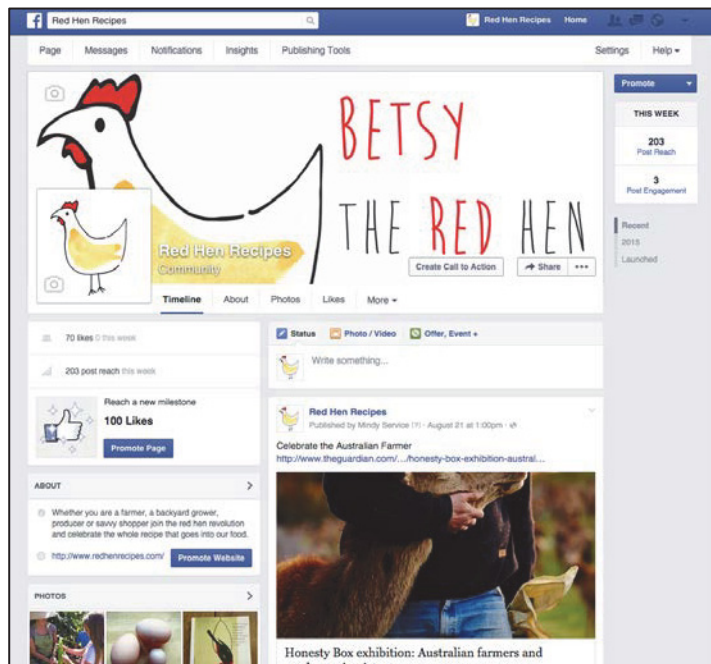 Red Hen Recipes
Red Hen Recipes Home
Page Messages Notifications Insights Publishing Tools Settings Help
Promote
THIS WEEK
203
Post Reach
3
Post Engagement
Recent
2015
Launched
BETSY
THE RED HEN
Red Hen Recipes
Community
Create Call to Action Share
Timeline About Photos Likes More
70 likes 0 this week
203 post reach this week
Reach a new milestone
100 Likes
Promote Page
ABOUT
Whether you are a farmer, a backyard grower,
producer or savvy shopper join the red hen revolution
and celebrate the whole recipe that goes into our food.
http://www.redhenrecipes.com/ Promote Website
PHOTOS
Status Photo / Video Offer, Event +
Write something...
Red Hen Recipes
Published by Mindy Service [?] · August 21 at 1:00pm ·
Celebrate the Australian Farmer
http://www.theguardian.com/.../honesty-box-exhibition-austral...
Honesty Box exhibition: Australian farmers and